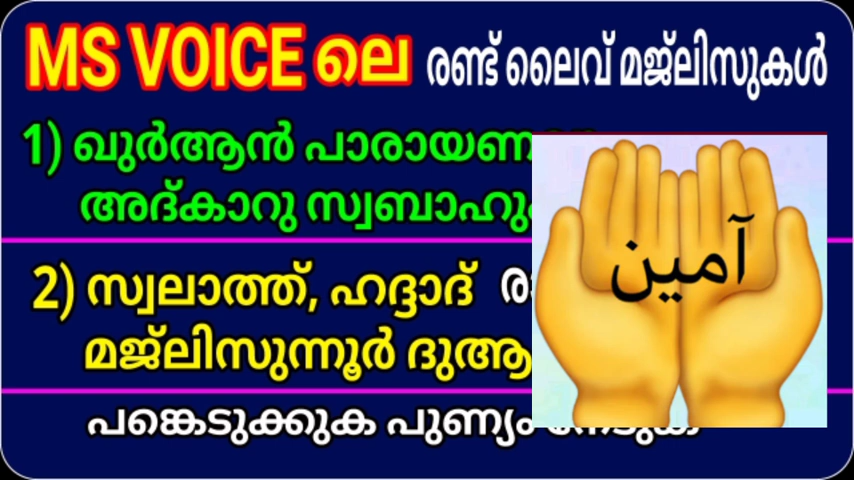 MS VOICE ലെ രണ്ട് ലൈവ് മജ്ലിസുകൾ
1) ഖുർആൻ പാരായണ
അദ്കാറു സ്വബാഹു
2) സ്വലാത്ത്, ഹദ്ദാദ്
മജ്ലിസുന്നൂർ ദുആ
പങ്കെടുക്കുക പുണ്യം
آمين